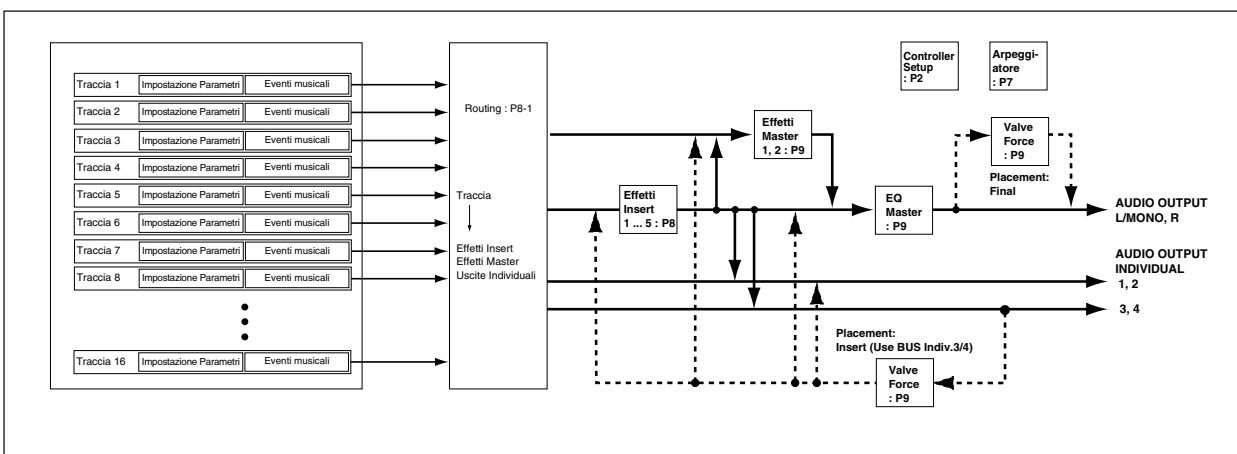 Traccia 1 Impostazione Parametri Eventi musicali
Traccia 2 Impostazione Parametri Eventi musicali
Traccia 3 Impostazione Parametri Eventi musicali
Traccia 4 Impostazione Parametri Eventi musicali
Traccia 5 Impostazione Parametri Eventi musicali
Traccia 6 Impostazione Parametri Eventi musicali
Traccia 7 Impostazione Parametri Eventi musicali
Traccia 8 Impostazione Parametri Eventi musicali
Traccia 16 Impostazione Parametri Eventi musicali
Routing : P8-1
Traccia
Effetti Insert
Effetti Master
Uscite Individuali
Effetti
Insert
1 ... 5 : P8
Effetti
Master
1, 2 : P9
EQ
Master
: P9
Controller
Setup
: P2
Arpeggi-
atore
: P7
Valve
Force
: P9
Placement:
Final
AUDIO OUTPUT
L/MONO, R
AUDIO OUTPUT
INDIVIDUAL
1, 2
3, 4
Placement:
Insert (Use BUS Indiv.3/4)
Valve
Force
: P9